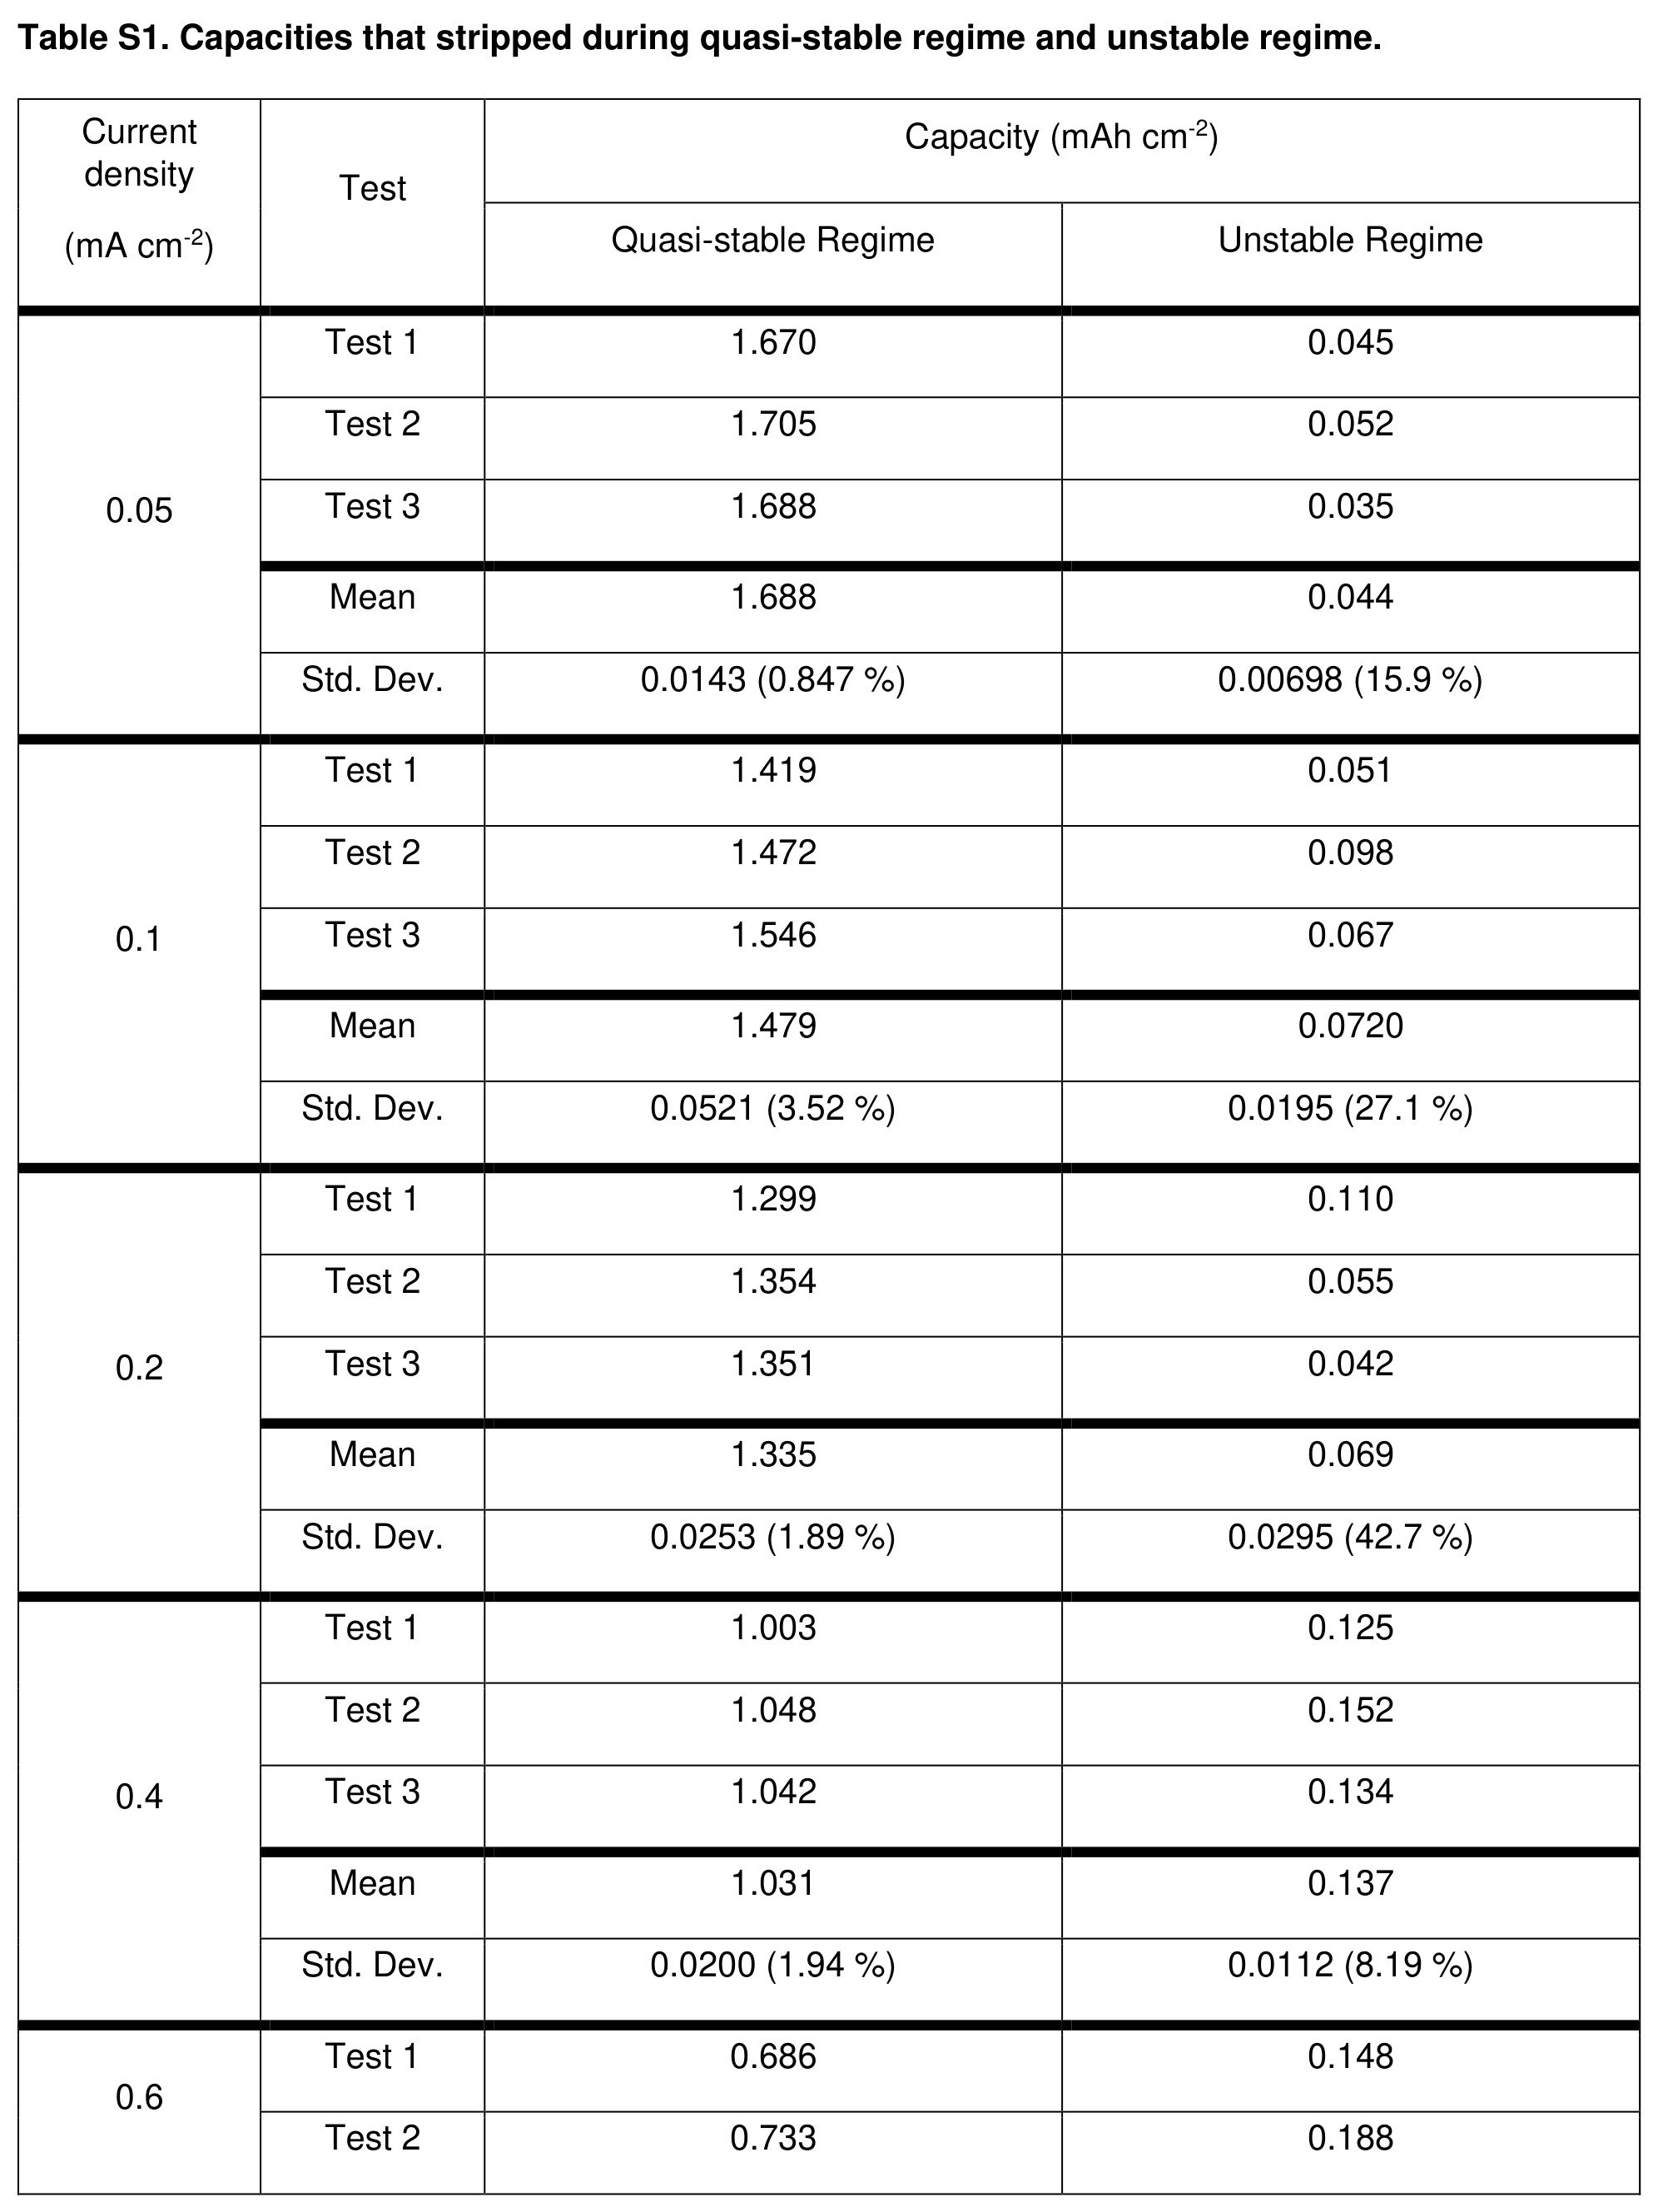 Table S1. Capacities that stripped during quasi-stable regime and unstable regime.
Current density (mA cm-2) Test Capacity (mAh cm-2)
Quasi-stable Regime Unstable Regime
0.05 Test 1 1.670 0.045
Test 2 1.705 0.052
Test 3 1.688 0.035
Mean 1.688 0.044
Std. Dev. 0.0143 (0.847 %) 0.00698 (15.9 %)
0.1 Test 1 1.419 0.051
Test 2 1.472 0.098
Test 3 1.546 0.067
Mean 1.479 0.0720
Std. Dev. 0.0521 (3.52 %) 0.0195 (27.1 %)
0.2 Test 1 1.299 0.110
Test 2 1.354 0.055
Test 3 1.351 0.042
Mean 1.335 0.069
Std. Dev. 0.0253 (1.89 %) 0.0295 (42.7 %)
0.4 Test 1 1.003 0.125
Test 2 1.048 0.152
Test 3 1.042 0.134
Mean 1.031 0.137
Std. Dev. 0.0200 (1.94 %) 0.0112 (8.19 %)
0.6 Test 1 0.686 0.148
Test 2 0.733 0.188